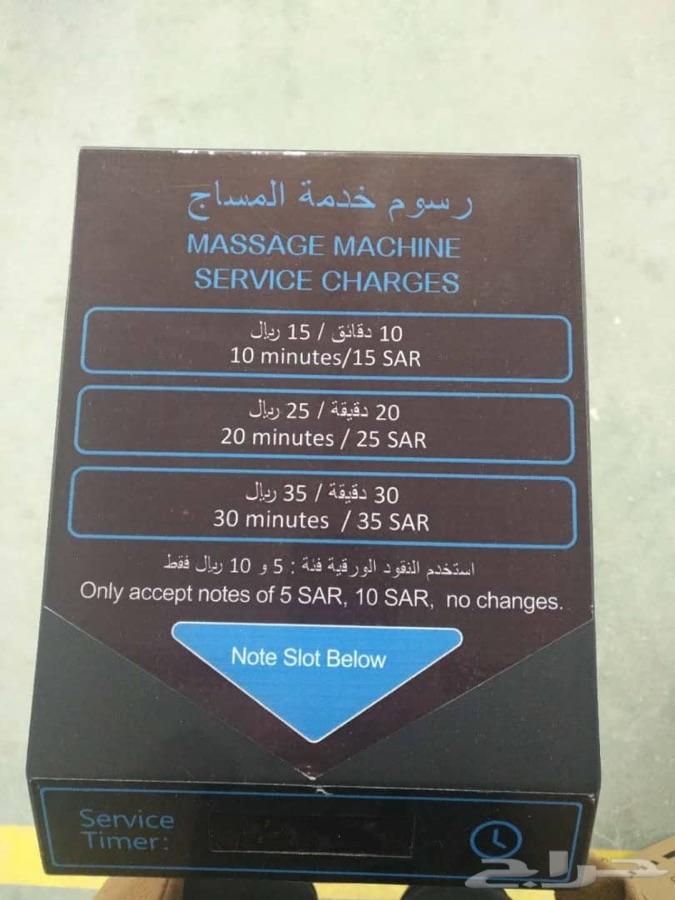 رسوم خدمة المساج
MASSAGE MACHINE
SERVICE CHARGES
10 دقائق / 15 ريال
10 minutes/15 SAR
20 دقيقة / 25 ريال
20 minutes / 25 SAR
30 دقيقة / 35 ريال
30 minutes / 35 SAR
استخدم النقود الورقية فئة : 5 و 10 ريال فقط
Only accept notes of 5 SAR, 10 SAR, no changes.
Note Slot Below
Service
Timer:
حراج